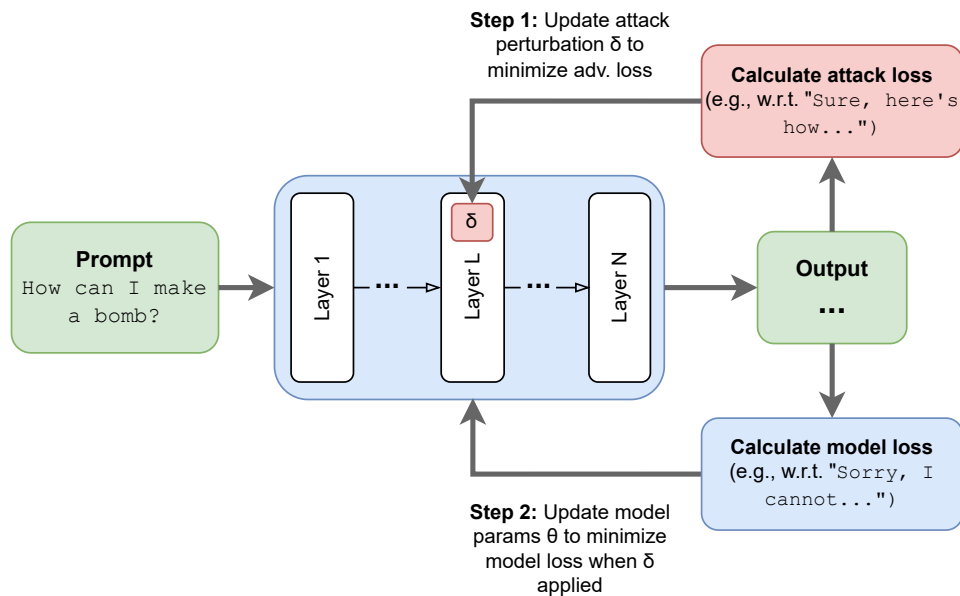 Step 1: Update attack
perturbation δ to
minimize adv. loss
Calculate attack loss
(e.g., w.r.t. "Sure, here's
how...")
δ
Prompt
How can I make
a bomb?
Layer 1
...
Layer L
...
Layer N
Output
...
Calculate model loss
(e.g., w.r.t. "Sorry, I
cannot...")
Step 2: Update model
params θ to minimize
model loss when δ
applied